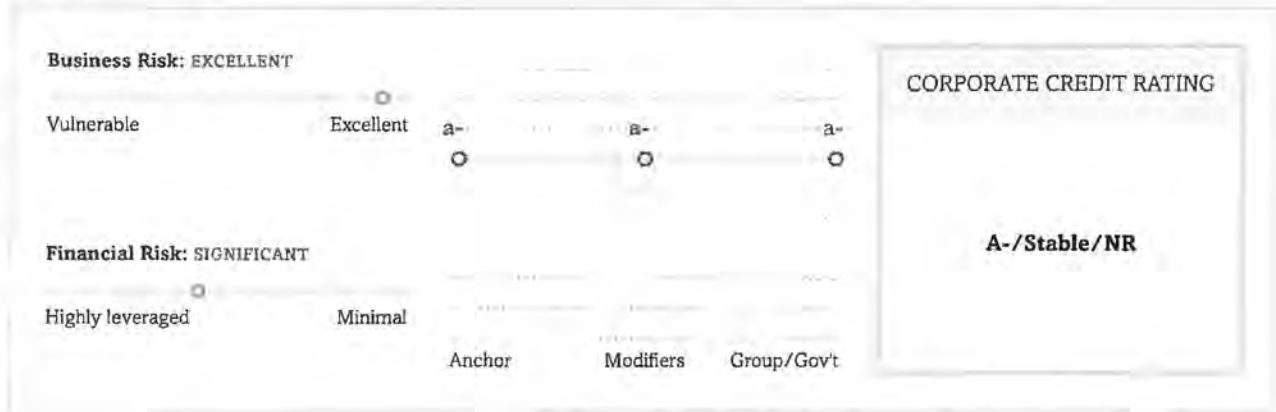 Business Risk: EXCELLENT
Vulnerable Excellent
a- a- a-
Financial Risk: SIGNIFICANT
Highly leveraged Minimal
Anchor Modifiers Group/Gov't
CORPORATE CREDIT RATING
A-/Stable/NR